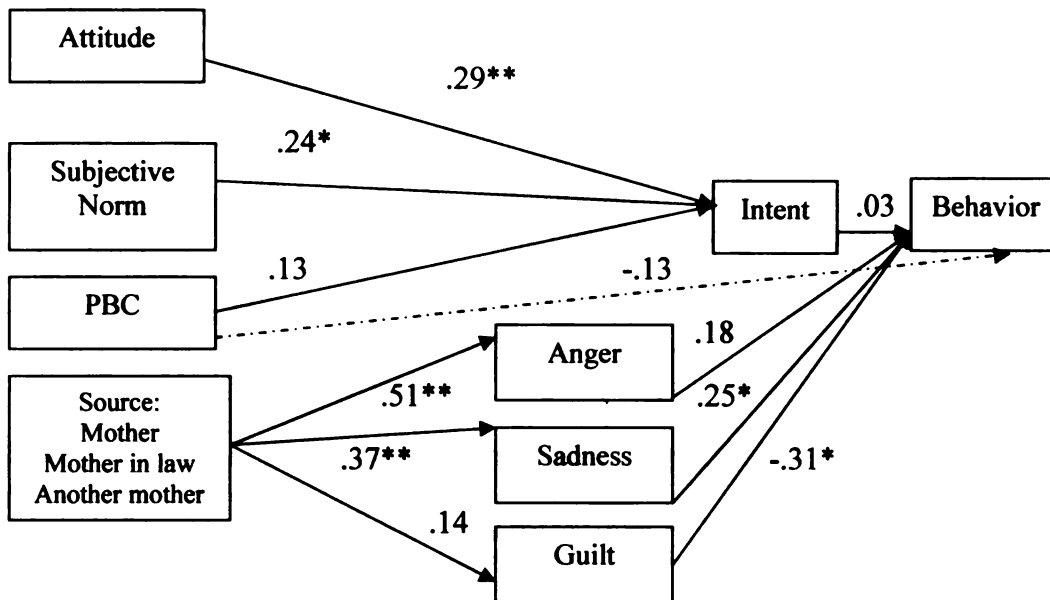 Attitude
.29**
.24*
Subjective
Norm
Intent
.03
Behavior
.13
-.13
PBC
Anger
.18
.51**
.25*
Source:
Mother
Mother in law
Another mother
.37**
Sadness
-.31*
.14
Guilt